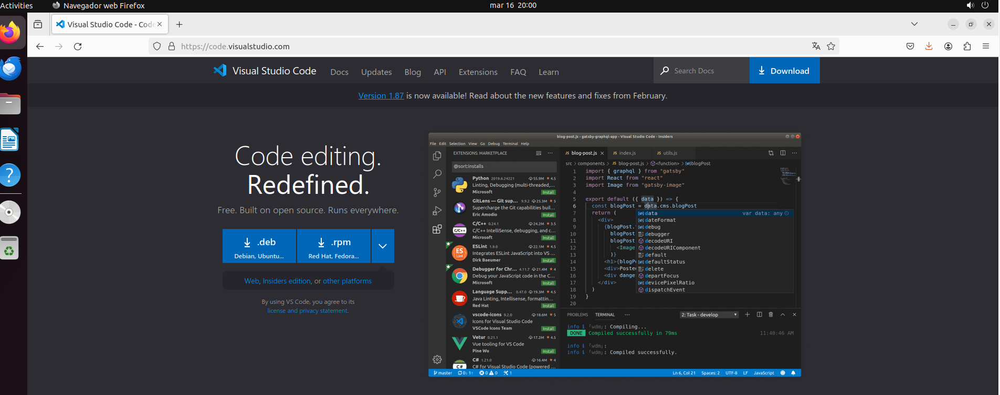 Activities
Navegador web Firefox
mar 16 20:00
Visual Studio Code - Code
https://code.visualstudio.com
Visual Studio Code
Docs
Updates
Blog
API
Extensions
FAQ
Learn
Search Docs
Download
Version 1.87 is now available! Read about the new features and fixes from February.
Code editing.
Redefined.
Free. Built on open source. Runs everywhere.
.deb
Debian, Ubuntu...
.rpm
Red Hat, Fedora...
Web, Insiders edition, or other platforms
By using VS Code, you agree to its
license and privacy statement.
blog-post.js - gatsby-graphql-app - Visual Studio Code - Insiders
File Edit Selection View Go Debug Terminal Help
EXTENSIONS: MARKETPLACE
@sort:installs
Python 2019.6.24221 55.9M 4.5
Linting, Debugging (multi-threaded,...
Microsoft Install
GitLens — Git sup... 9.9.2 25.3M 5
Supercharge the Git capabilities buil...
Eric Amodio Install
C/C++ 0.24.1 24.2M 3.5
C/C++ IntelliSense, debugging, and c...
Microsoft Install
ESLint 1.9.0 22.1M 4.5
Integrates ESLint JavaScript into VS ...
Dirk Baeumer Install
Debugger for Chr... 4.11.7 21.4M 4
Debug your JavaScript code in the C...
Microsoft Install
Language Supp... 0.47.0 19.3M 4.5
Java Linting, Intellisense, formattin...
Red Hat Install
vscode-icons 9.2.0 18.6M 5
Icons for Visual Studio Code
VSCode Icons Team Install
Vetur 0.21.1 17.2M 4.5
Vue tooling for VS Code
Pine Wu Install
C# 1.21.0 16.4M 4
C# for Visual Studio Code (powered ...
C/C++
ES
Lint
C#
JS blog-post.js
JS index.js
JS utils.js
src > components > JS blog-post.js > <function> > blogPost
1 import { graphql } from "gatsby"
2 import React from "react"
3 import Image from "gatsby-image"
4
5 export default ({ data }) => {
6 const blogPost = data.cms.blogPost
7 return (
8 <div>
9 {blogPost.
10 blogPost
11 blogPost
12 <Image
13 )}
14 <h1>{blogPo
15 <div>Poste
16 <div dange
17 </div>
18 )
19 }
20
data var data: any
dateFormat
debug
debugger
decodeURI
decodeURIComponent
default
defaultStatus
delete
departFocus
devicePixelRatio
dispatchEvent
PROBLEMS TERMINAL ... 2: Task - develop
info ℹ ｢wdm｣: Compiling...
DONE Compiled successfully in 79ms 11:40:46 AM
info ℹ ｢wdm｣:
info ℹ ｢wdm｣: Compiled successfully.
master 0↓ 1↑ 0 0 1
Ln 6, Col 21 Spaces: 2 UTF-8 LF JavaScript